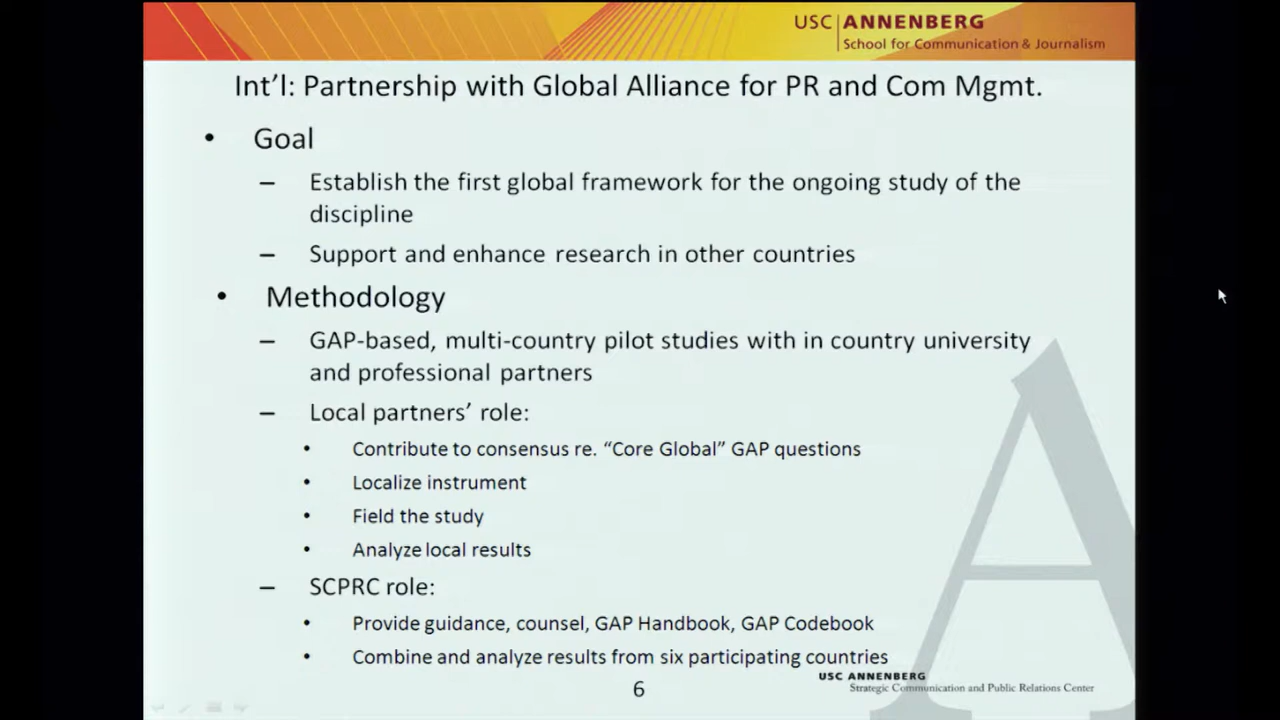 USC ANNENBERG
School for Communication & Journalism
Int'l: Partnership with Global Alliance for PR and Com Mgmt.
• Goal
– Establish the first global framework for the ongoing study of the
discipline
– Support and enhance research in other countries
• Methodology
– GAP-based, multi-country pilot studies with in country university
and professional partners
– Local partners' role:
• Contribute to consensus re. “Core Global” GAP questions
• Localize instrument
• Field the study
• Analyze local results
– SCPRC role:
• Provide guidance, counsel, GAP Handbook, GAP Codebook
• Combine and analyze results from six participating countries
USC ANNENBERG
Strategic Communication and Public Relations Center
6